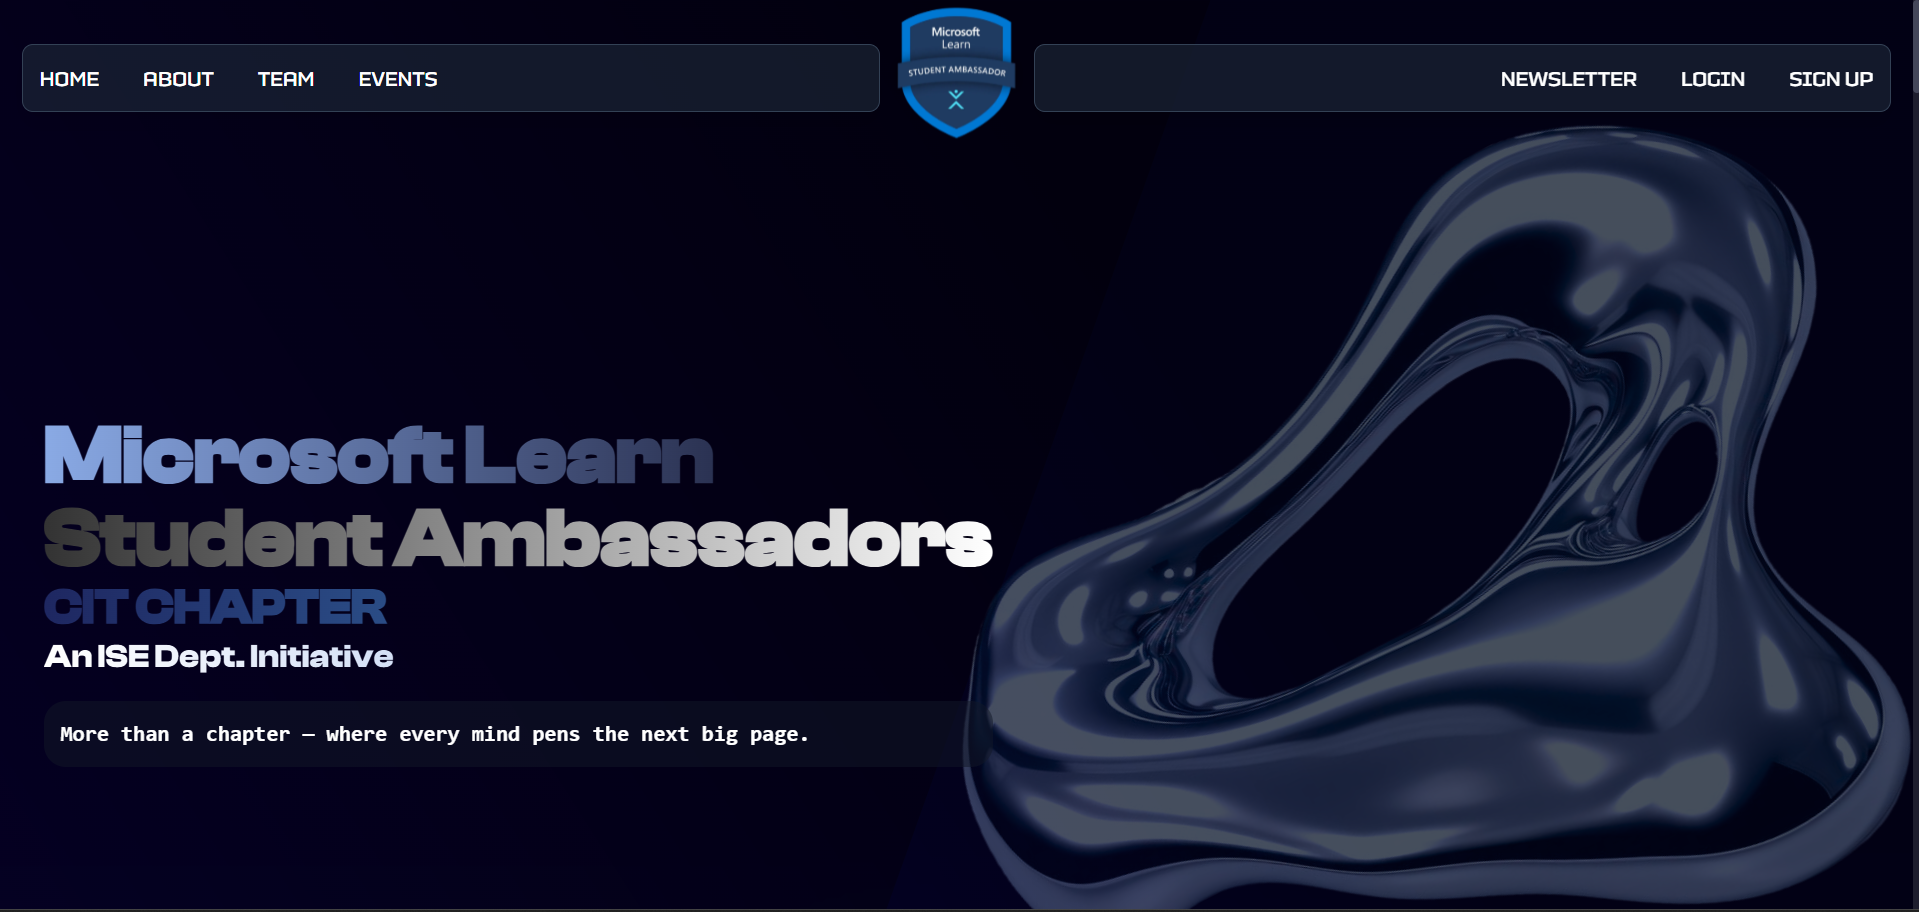 HOME ABOUT TEAM EVENTS
Microsoft
Learn
STUDENT AMBASSADOR
NEWSLETTER LOGIN SIGN UP
Microsoft Learn
Student Ambassadors
CIT CHAPTER
An ISE Dept. Initiative
More than a chapter — where every mind pens the next big page.